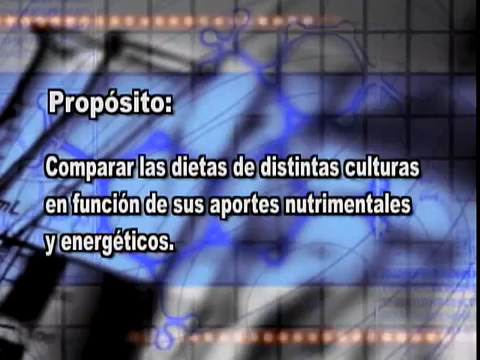 Propósito:
Comparar las dietas de distintas culturas
en función de sus aportes nutrimentales
y energéticos.